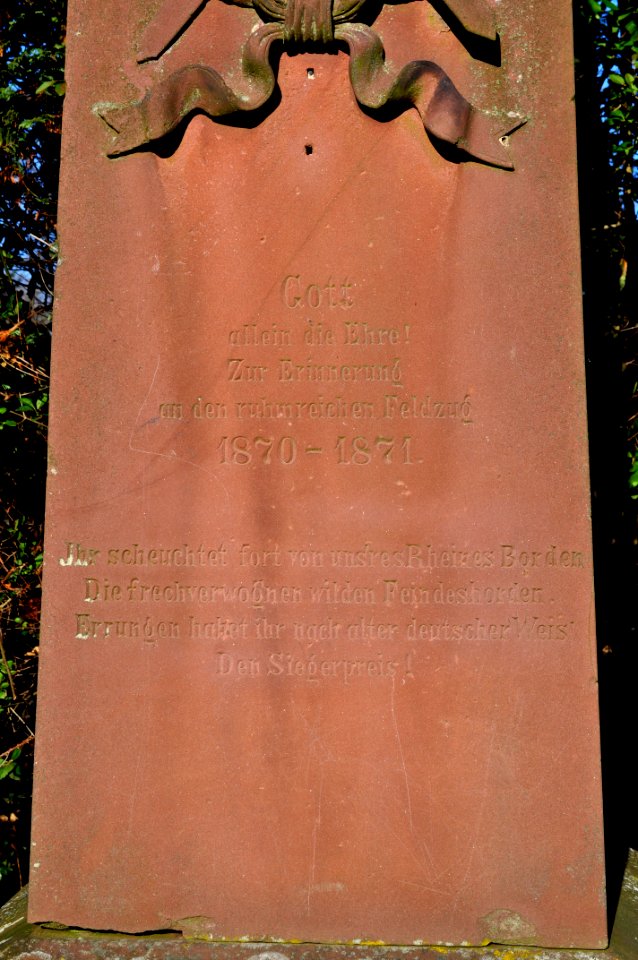 Gott
allein die Ehre!
Zur Erinnerung
an den ruhmreichen Feldzug
1870 - 1871
Ihr scheuchtet fort von unsres Rheines Borden
Die frechverwognen wilden Feindeshorden.
Errungen habet ihr nach alter deutscher Weis'
Den Siegerpreis!